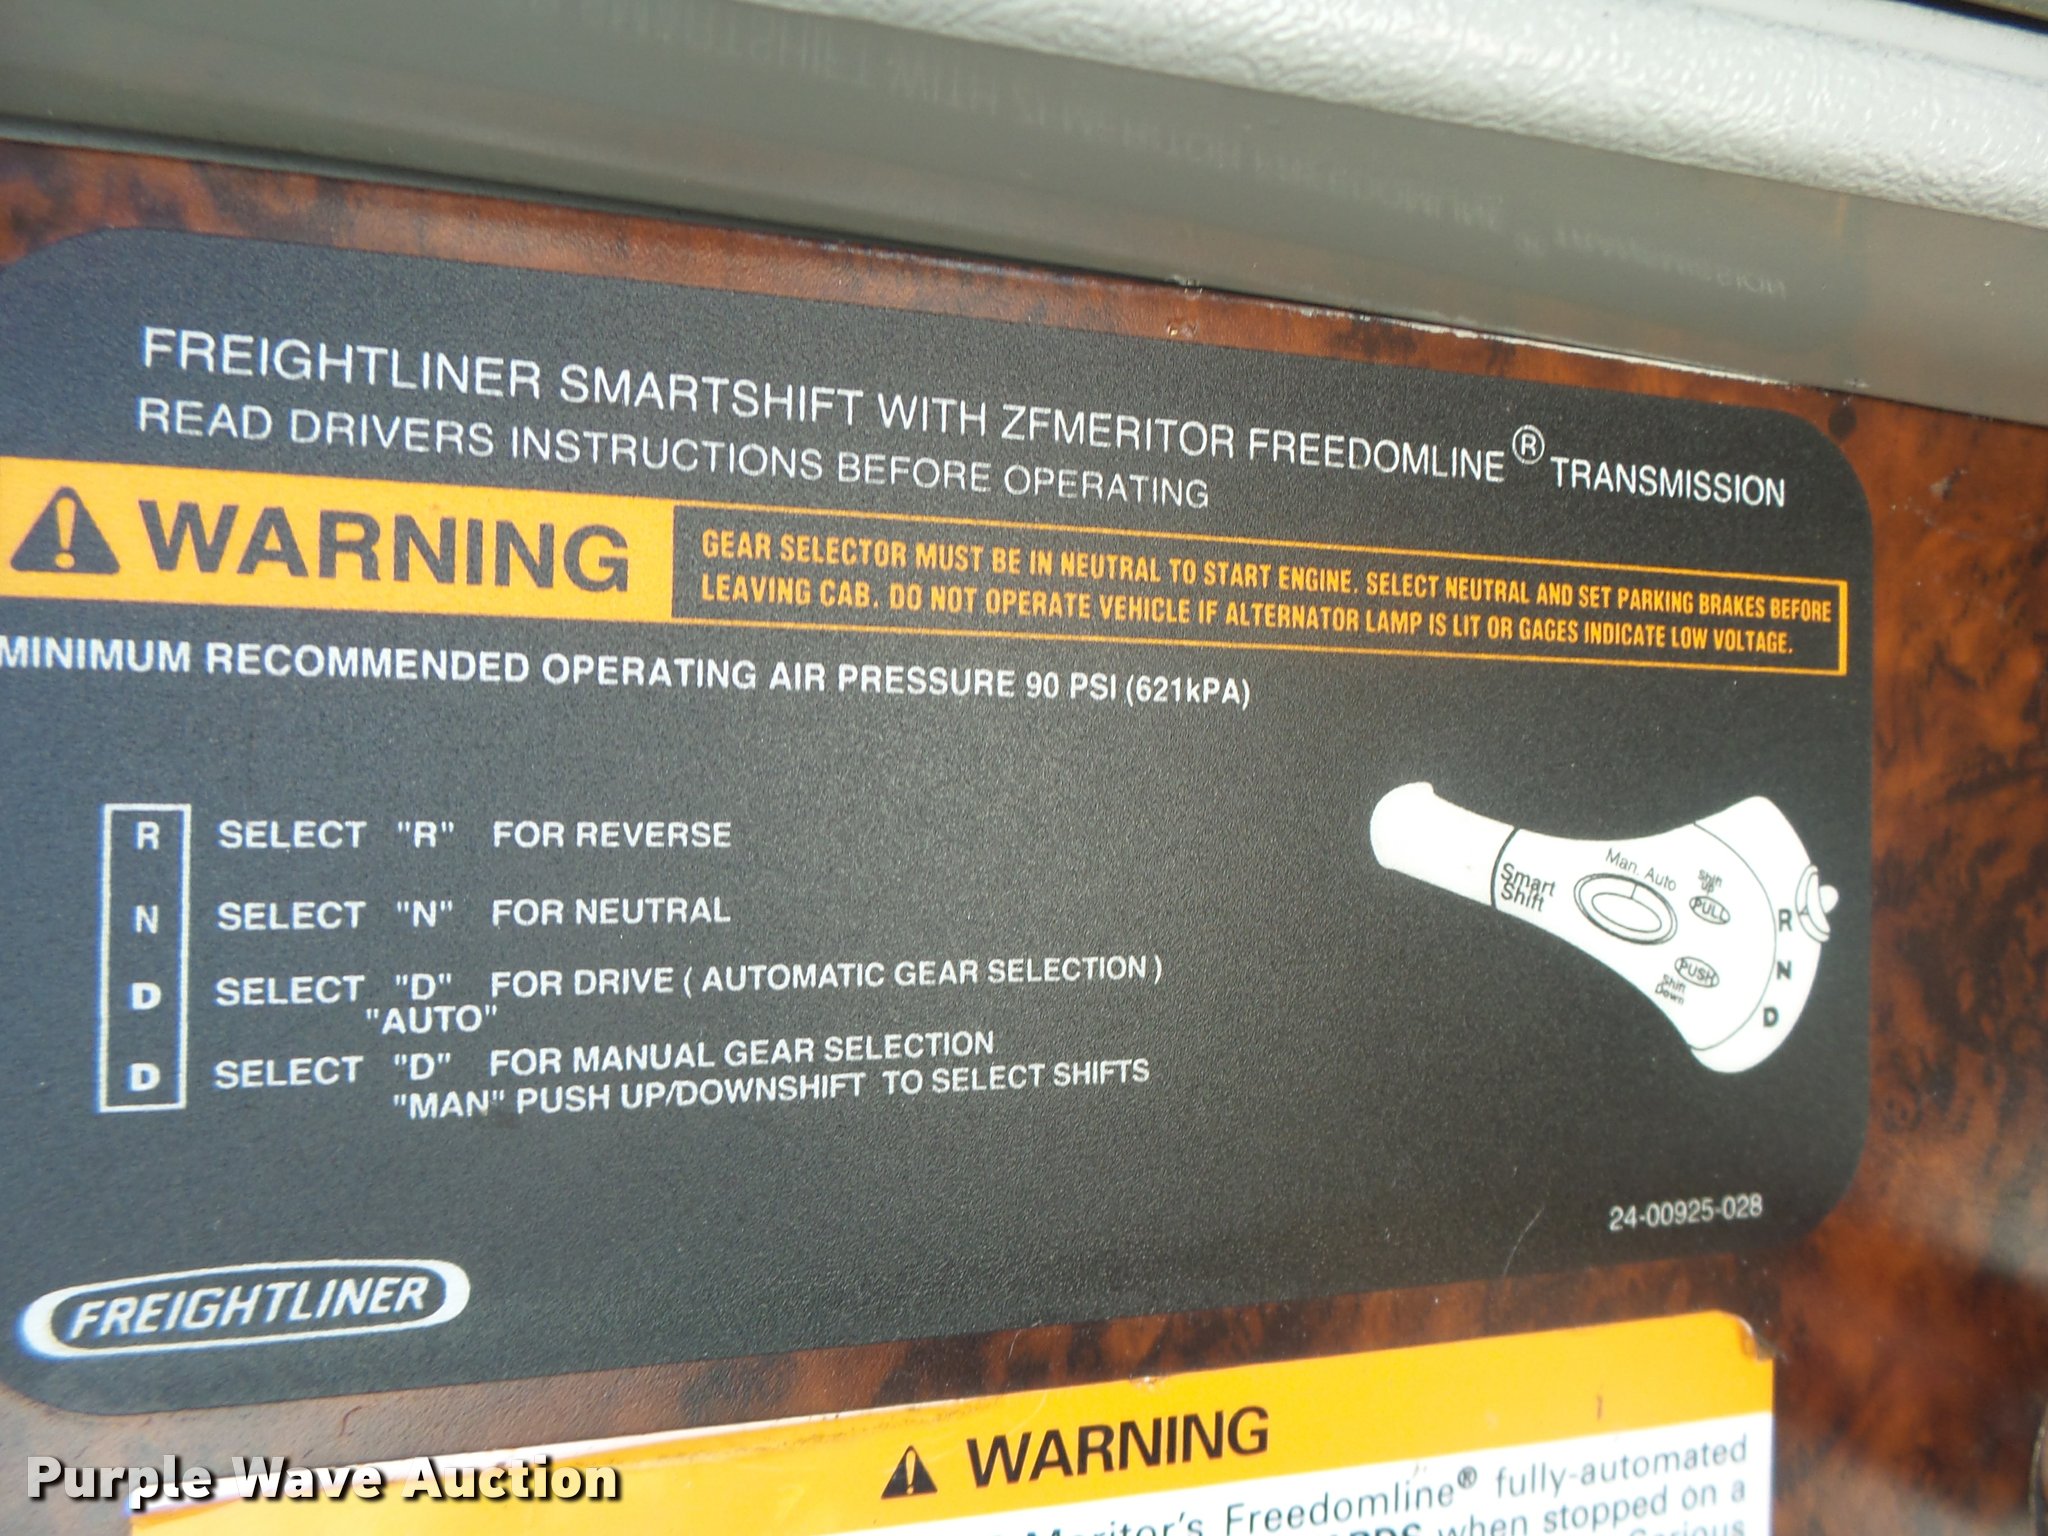 FREIGHTLINER SMARTSHIFT WITH ZFMERITOR FREEDOMLINE® TRANSMISSION
READ DRIVERS INSTRUCTIONS BEFORE OPERATING
WARNING
GEAR SELECTOR MUST BE IN NEUTRAL TO START ENGINE. SELECT NEUTRAL AND SET PARKING BRAKES BEFORE
LEAVING CAB. DO NOT OPERATE VEHICLE IF ALTERNATOR LAMP IS LIT OR GAGES INDICATE LOW VOLTAGE.
MINIMUM RECOMMENDED OPERATING AIR PRESSURE 90 PSI (621kPA)
R SELECT "R" FOR REVERSE
N SELECT "N" FOR NEUTRAL
D SELECT "D" FOR DRIVE ( AUTOMATIC GEAR SELECTION )
"AUTO"
D SELECT "D" FOR MANUAL GEAR SELECTION
"MAN" PUSH UP/DOWNSHIFT TO SELECT SHIFTS
Smart
Shift
Man. Auto
Shift
up
PULL
PUSH
Shift
Down
R
N
D
24-00925-028
FREIGHTLINER
WARNING
Meritor's Freedomline® fully-automated
when stopped on a
Serious
Purple Wave Auction